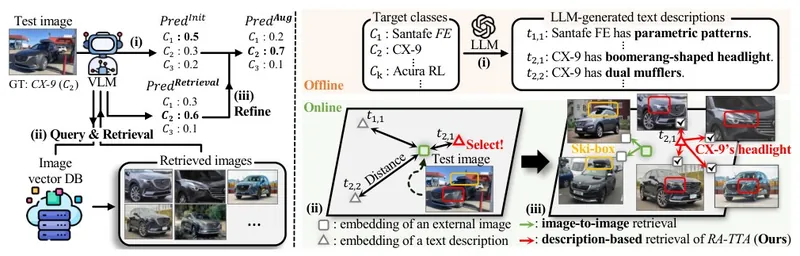 Test image
GT: CX-9 (C₂)
VLM
(i)
Pred^Init
C₁ : 0.5
C₂ : 0.3
C₃ : 0.2
Pred^Aug
C₁ : 0.2
C₂ : 0.7
C₃ : 0.1
Pred^Retrieval
C₁ : 0.3
C₂ : 0.6
C₃ : 0.1
(iii)
Refine
(ii) Query & Retrieval
Image
vector DB
Retrieved images
...
Target classes
C₁ : Santafe FE
C₂ : CX-9
⋮
Cₖ : Acura RL
LLM
(i)
LLM-generated text descriptions
t₁,₁: Santafe FE has parametric patterns.
⋮
t₂,₁: CX-9 has boomerang-shaped headlight.
t₂,₂: CX-9 has dual mufflers.
⋮
Offline
Online
t₁,₁
t₂,₁
Select!
Distance
Test image
t₂,₂
(ii)
Ski-box
t₂,₁
CX-9's headlight
(iii)
: embedding of an external image
: embedding of a text description
: image-to-image retrieval
: description-based retrieval of RA-TTA (Ours)